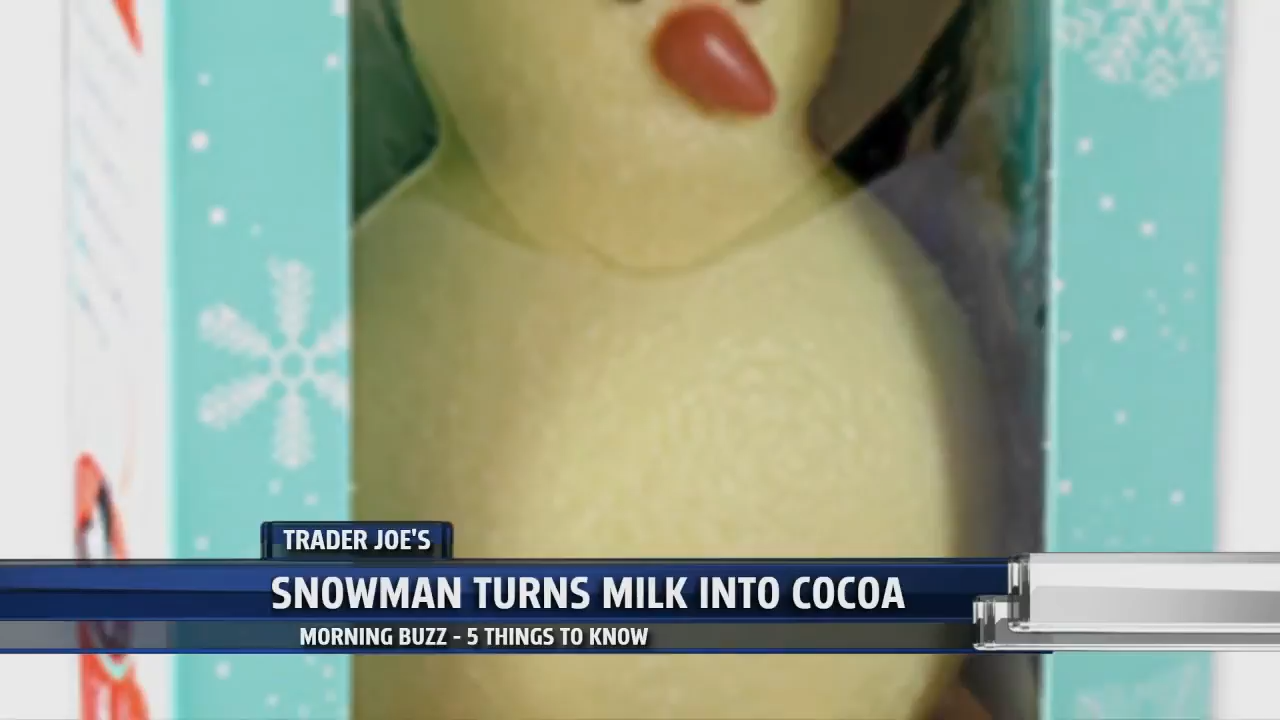 TRADER JOE'S
SNOWMAN TURNS MILK INTO COCOA
MORNING BUZZ - 5 THINGS TO KNOW